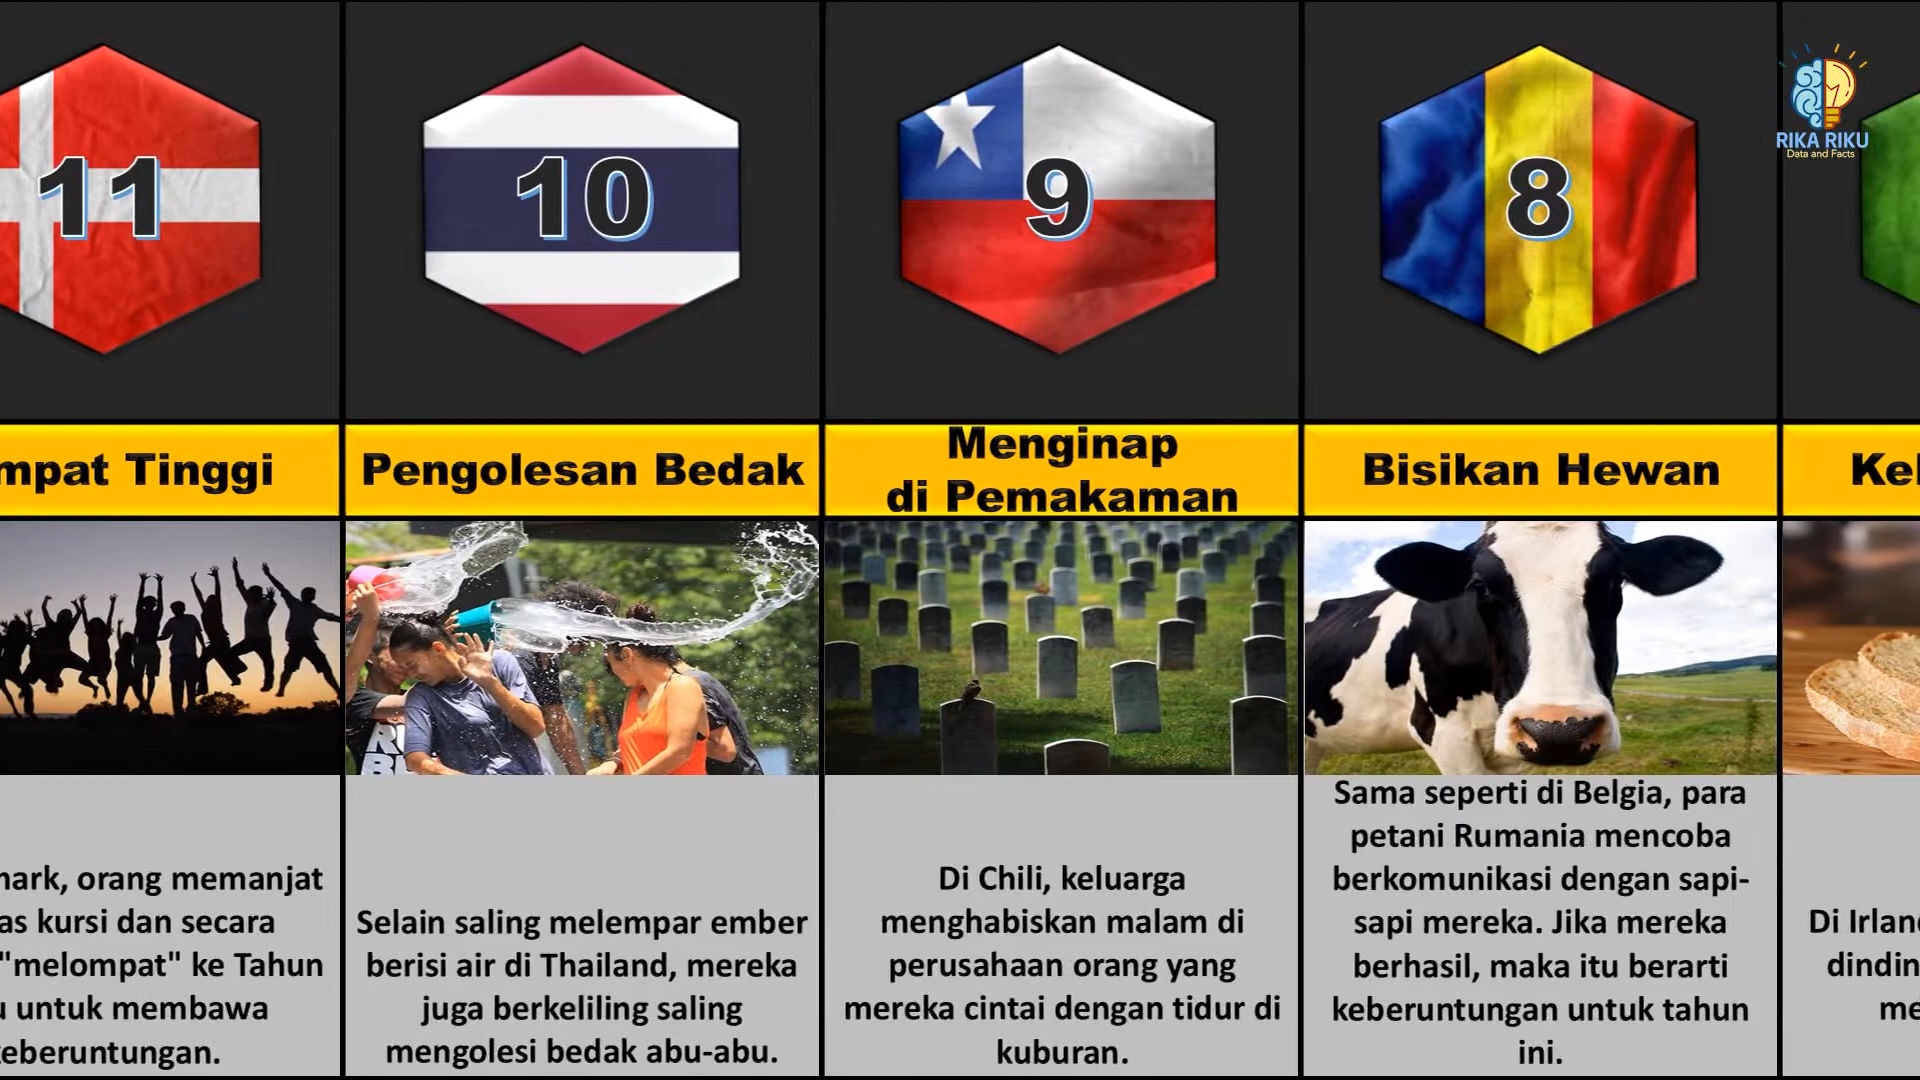 11
10
9
8
RIKA RIKU
Data and Facts
mpat Tinggi
Pengolesan Bedak
Menginap
di Pemakaman
Bisikan Hewan
Kel
nark, orang memanjat
as kursi dan secara
"melompat" ke Tahun
u untuk membawa
keberuntungan.
Selain saling melempar ember
berisi air di Thailand, mereka
juga berkeliling saling
mengolesi bedak abu-abu.
Di Chili, keluarga
menghabiskan malam di
perusahaan orang yang
mereka cintai dengan tidur di
kuburan.
Sama seperti di Belgia, para
petani Rumania mencoba
berkomunikasi dengan sapi-
sapi mereka. Jika mereka
berhasil, maka itu berarti
keberuntungan untuk tahun
ini.
Di Irland
dindin
me